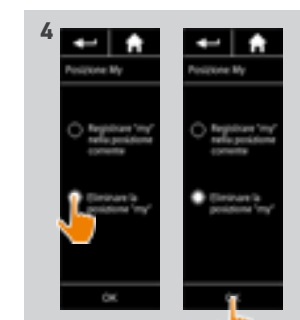 4
Posizione My
Registrare "my"
nella posizione
corrente
Eliminare la
posizione "my"
OK
Posizione My
Registrare "my"
nella posizione
corrente
Eliminare la
posizione "my"
OK